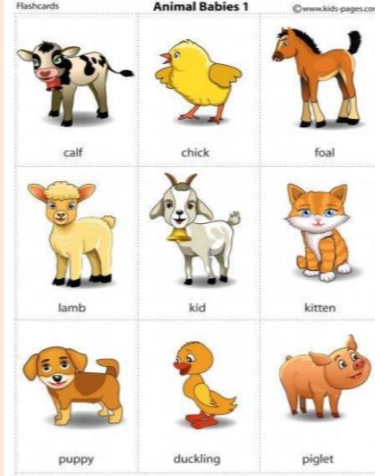 Flashcards Animal Babies 1 ©www.kids-pages.com
calf chick foal
lamb kid kitten
puppy duckling piglet